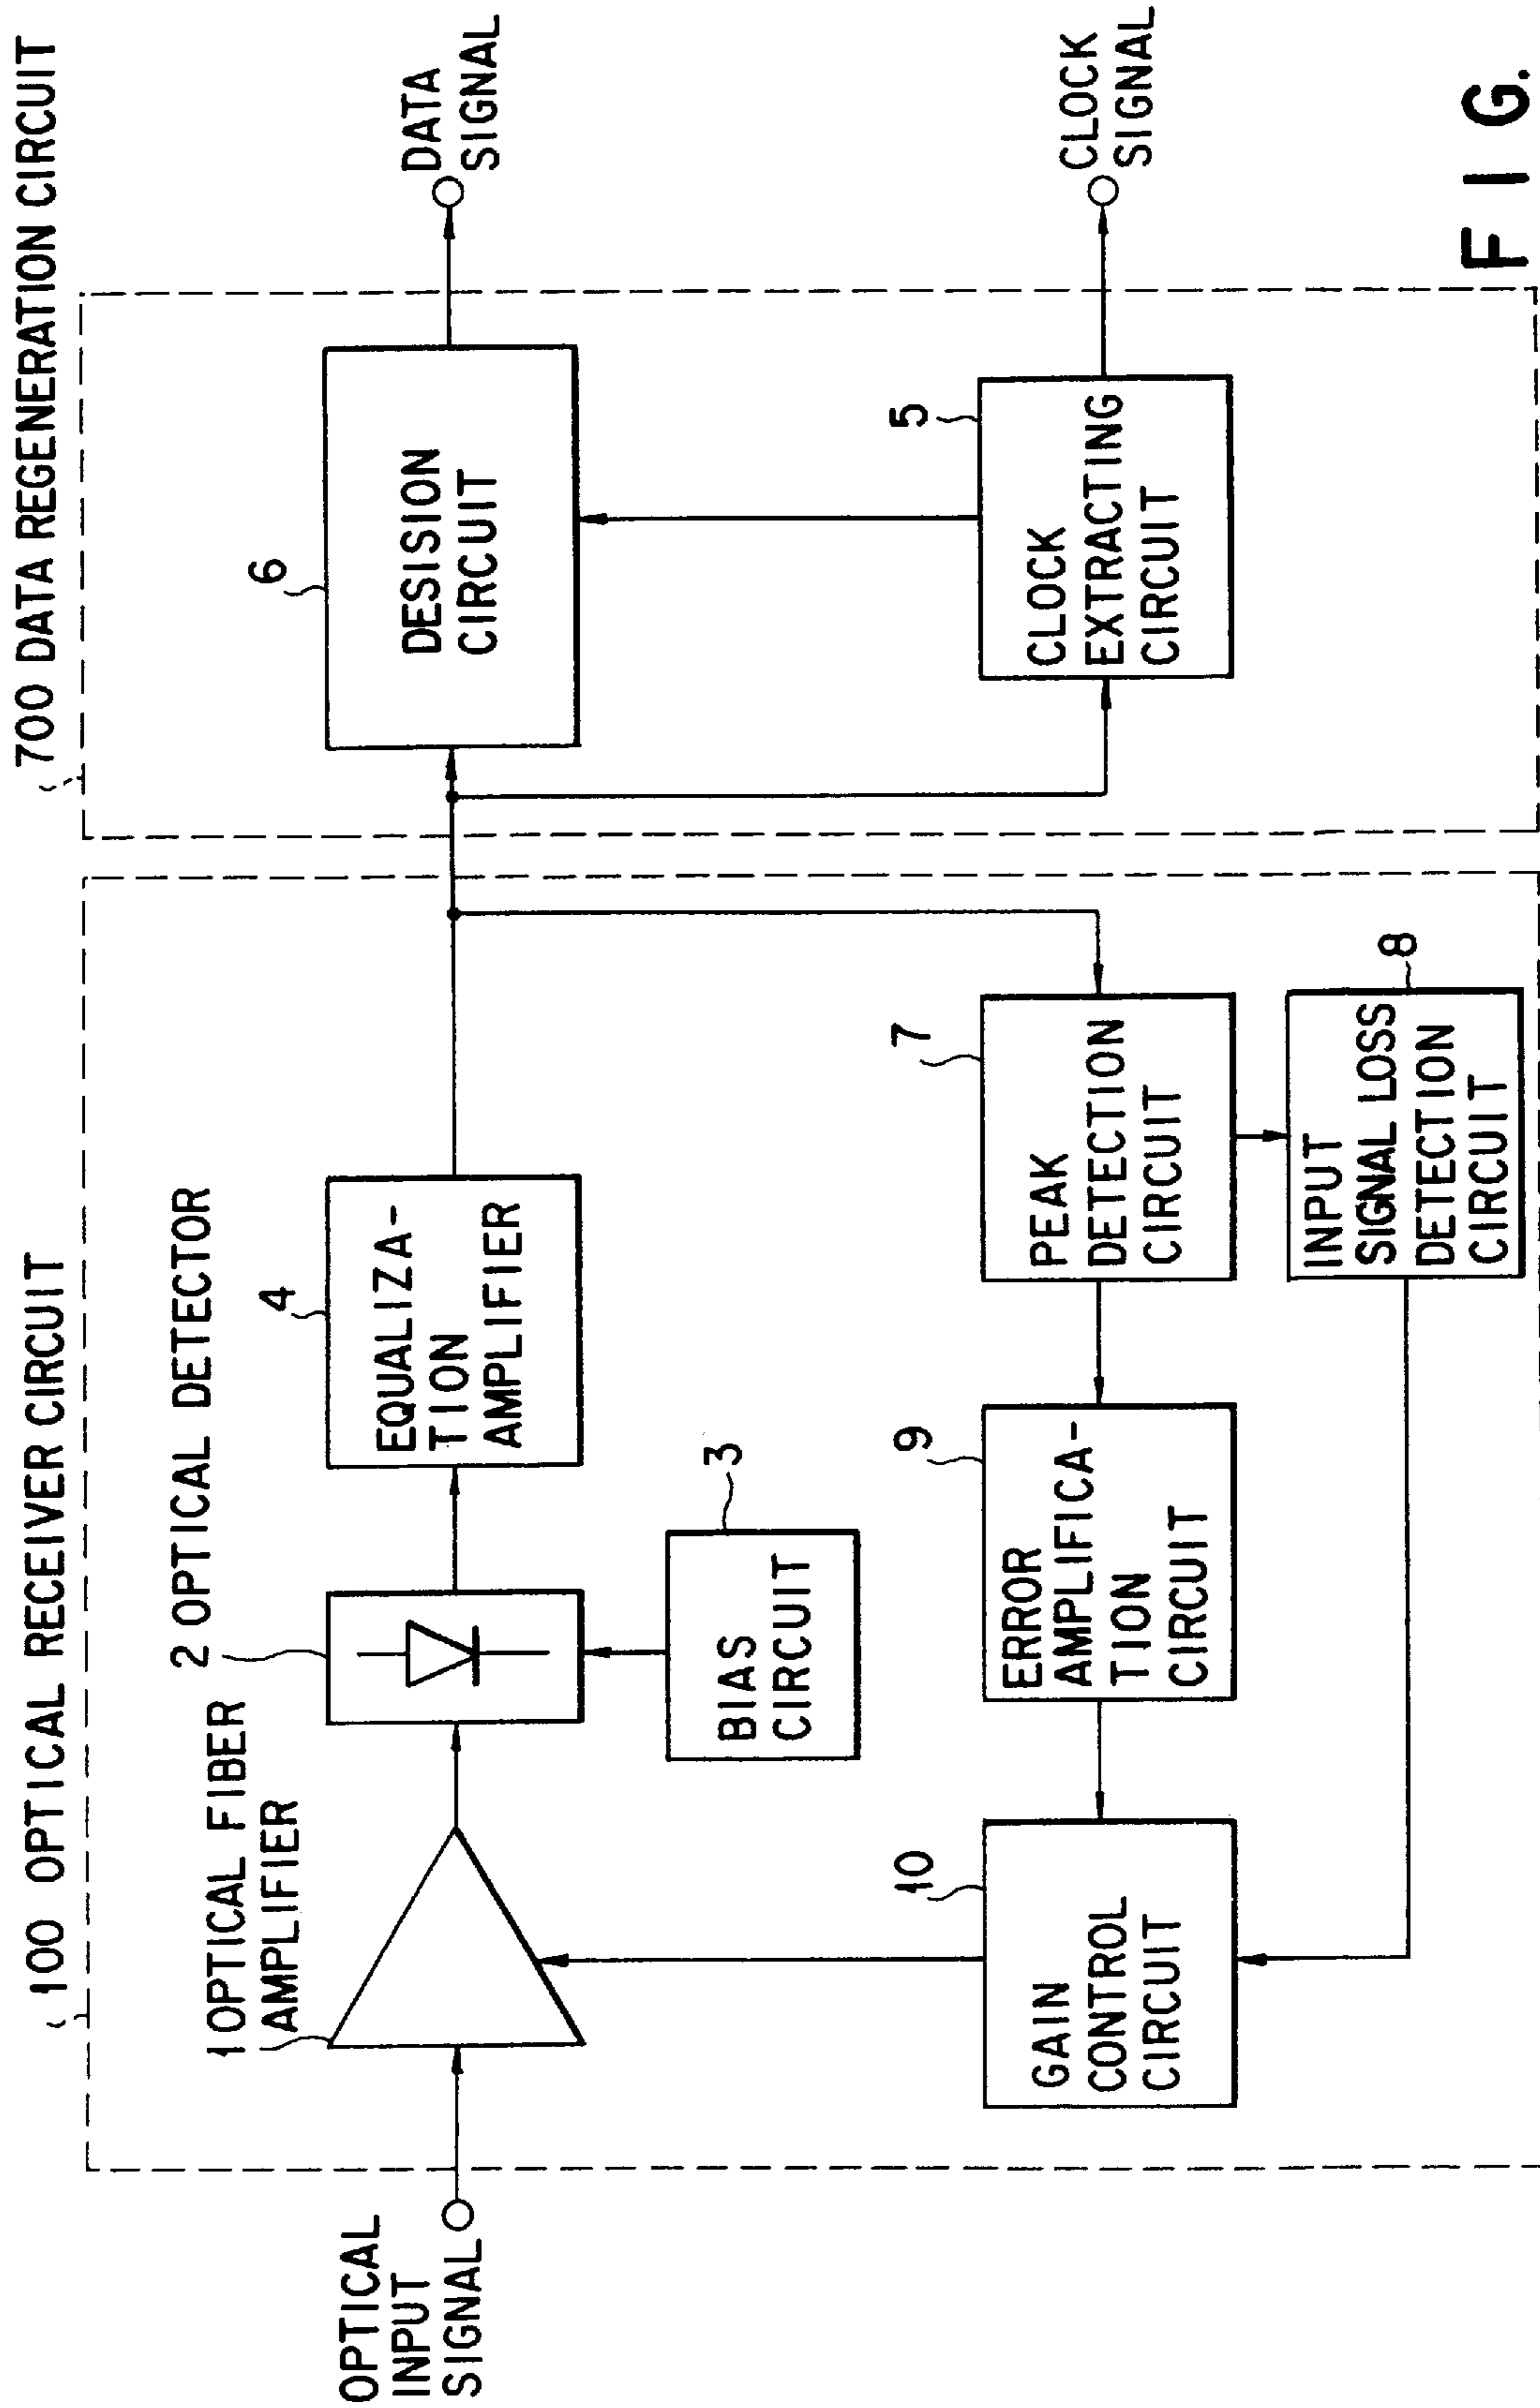 100 OPTICAL RECEIVER CIRCUIT
700 DATA REGENERATION CIRCUIT
OPTICAL
INPUT
SIGNAL
1 OPTICAL FIBER
AMPLIFIER
2 OPTICAL DETECTOR
BIAS
CIRCUIT
3
4
EQUALIZA-
TION
AMPLIFIER
6
DESISION
CIRCUIT
DATA
SIGNAL
10
GAIN
CONTROL
CIRCUIT
9
ERROR
AMPLIFICA-
TION
CIRCUIT
7
PEAK
DETECTION
CIRCUIT
INPUT
SIGNAL LOSS
DETECTION
CIRCUIT
8
5
CLOCK
EXTRACTING
CIRCUIT
CLOCK
SIGNAL
FIG.